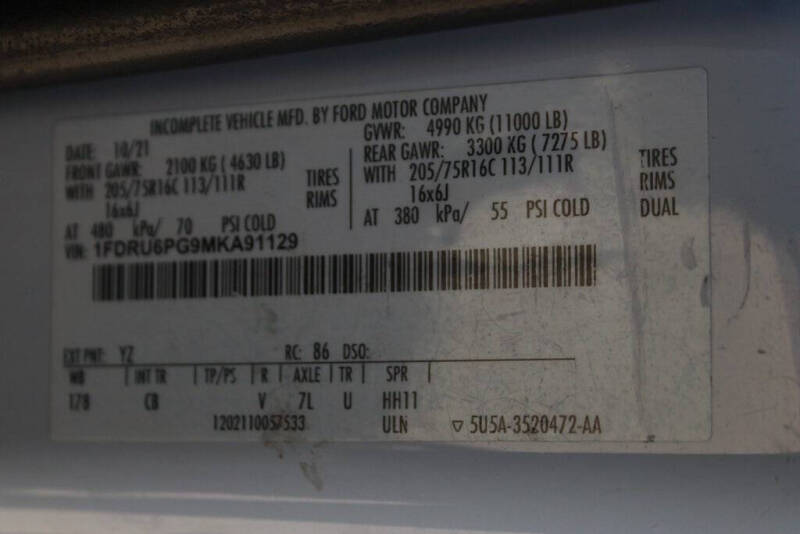 INCOMPLETE VEHICLE MFD. BY FORD MOTOR COMPANY
DATE: 10/21 GVWR: 4990 KG (11000 LB)
FRONT GAWR: 2100 KG ( 4630 LB) REAR GAWR: 3300 KG ( 7275 LB)
WITH 205/75R16C 113/111R TIRES WITH 205/75R16C 113/111R TIRES
16x6J RIMS 16x6J RIMS
AT 480 kPa/ 70 PSI COLD AT 380 kPa/ 55 PSI COLD DUAL
VIN: 1FDRU6PG9MKA91129
EXT PNT: YZ RC: 86 DSO:
WB INT TR TP/PS R AXLE TR SPR
178 CB V 7L U HH11
1202110057533 ULN ▽ 5U5A-3520472-AA